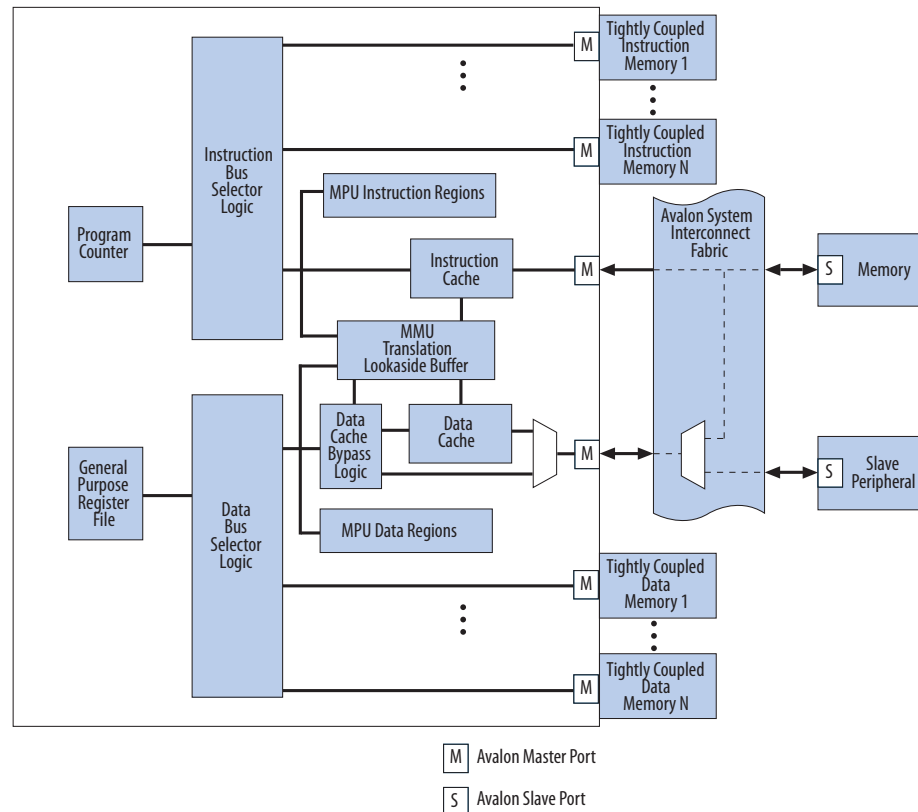 M
Tightly Coupled
Instruction
Memory 1
M
Tightly Coupled
Instruction
Memory N
Instruction
Bus
Selector
Logic
MPU Instruction Regions
Program
Counter
Instruction
Cache
M
Avalon System
Interconnect
Fabric
S
Memory
MMU
Translation
Lookaside Buffer
General
Purpose
Register
File
Data
Bus
Selector
Logic
Data
Cache
Bypass
Logic
Data
Cache
M
S
Slave
Peripheral
MPU Data Regions
M
Tightly Coupled
Data
Memory 1
M
Tightly Coupled
Data
Memory N
M
Avalon Master Port
S
Avalon Slave Port